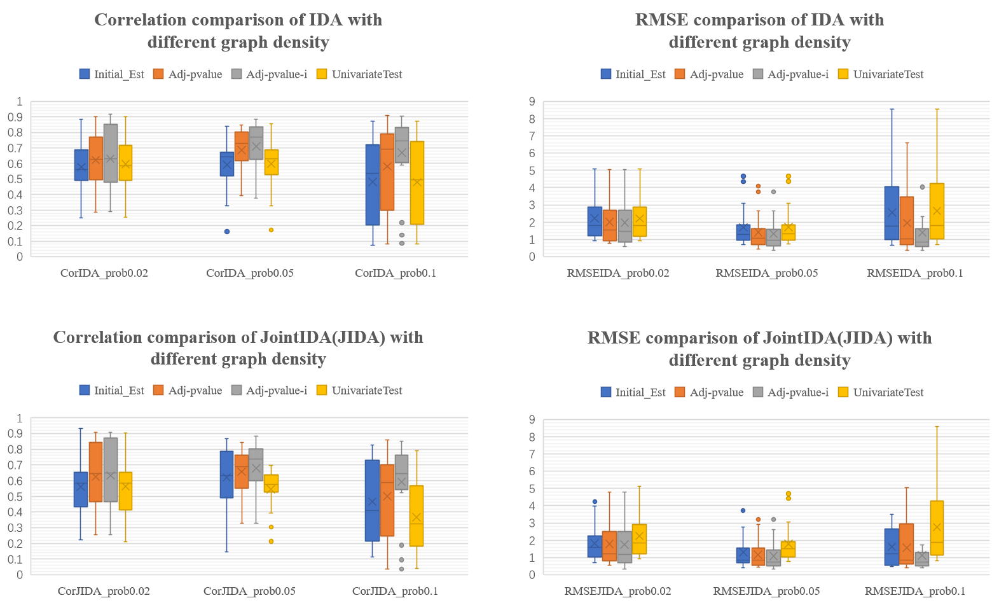 Correlation comparison of IDA with
different graph density
Initial_Est Adj-pvalue Adj-pvalue-i UnivariateTest
1
0.9
0.8
0.7
0.6
0.5
0.4
0.3
0.2
0.1
0
CorIDA_prob0.02 CorIDA_prob0.05 CorIDA_prob0.1
RMSE comparison of IDA with
different graph density
Initial_Est Adj-pvalue Adj-pvalue-i UnivariateTest
9
8
7
6
5
4
3
2
1
0
RMSEIDA_prob0.02 RMSEIDA_prob0.05 RMSEIDA_prob0.1
Correlation comparison of JointIDA(JIDA) with
different graph density
Initial_Est Adj-pvalue Adj-pvalue-i UnivariateTest
1
0.9
0.8
0.7
0.6
0.5
0.4
0.3
0.2
0.1
0
CorJIDA_prob0.02 CorJIDA_prob0.05 CorJIDA_prob0.1
RMSE comparison of JointIDA(JIDA) with
different graph density
Initial_Est Adj-pvalue Adj-pvalue-i UnivariateTest
9
8
7
6
5
4
3
2
1
0
RMSEJIDA_prob0.02 RMSEJIDA_prob0.05 RMSEJIDA_prob0.1